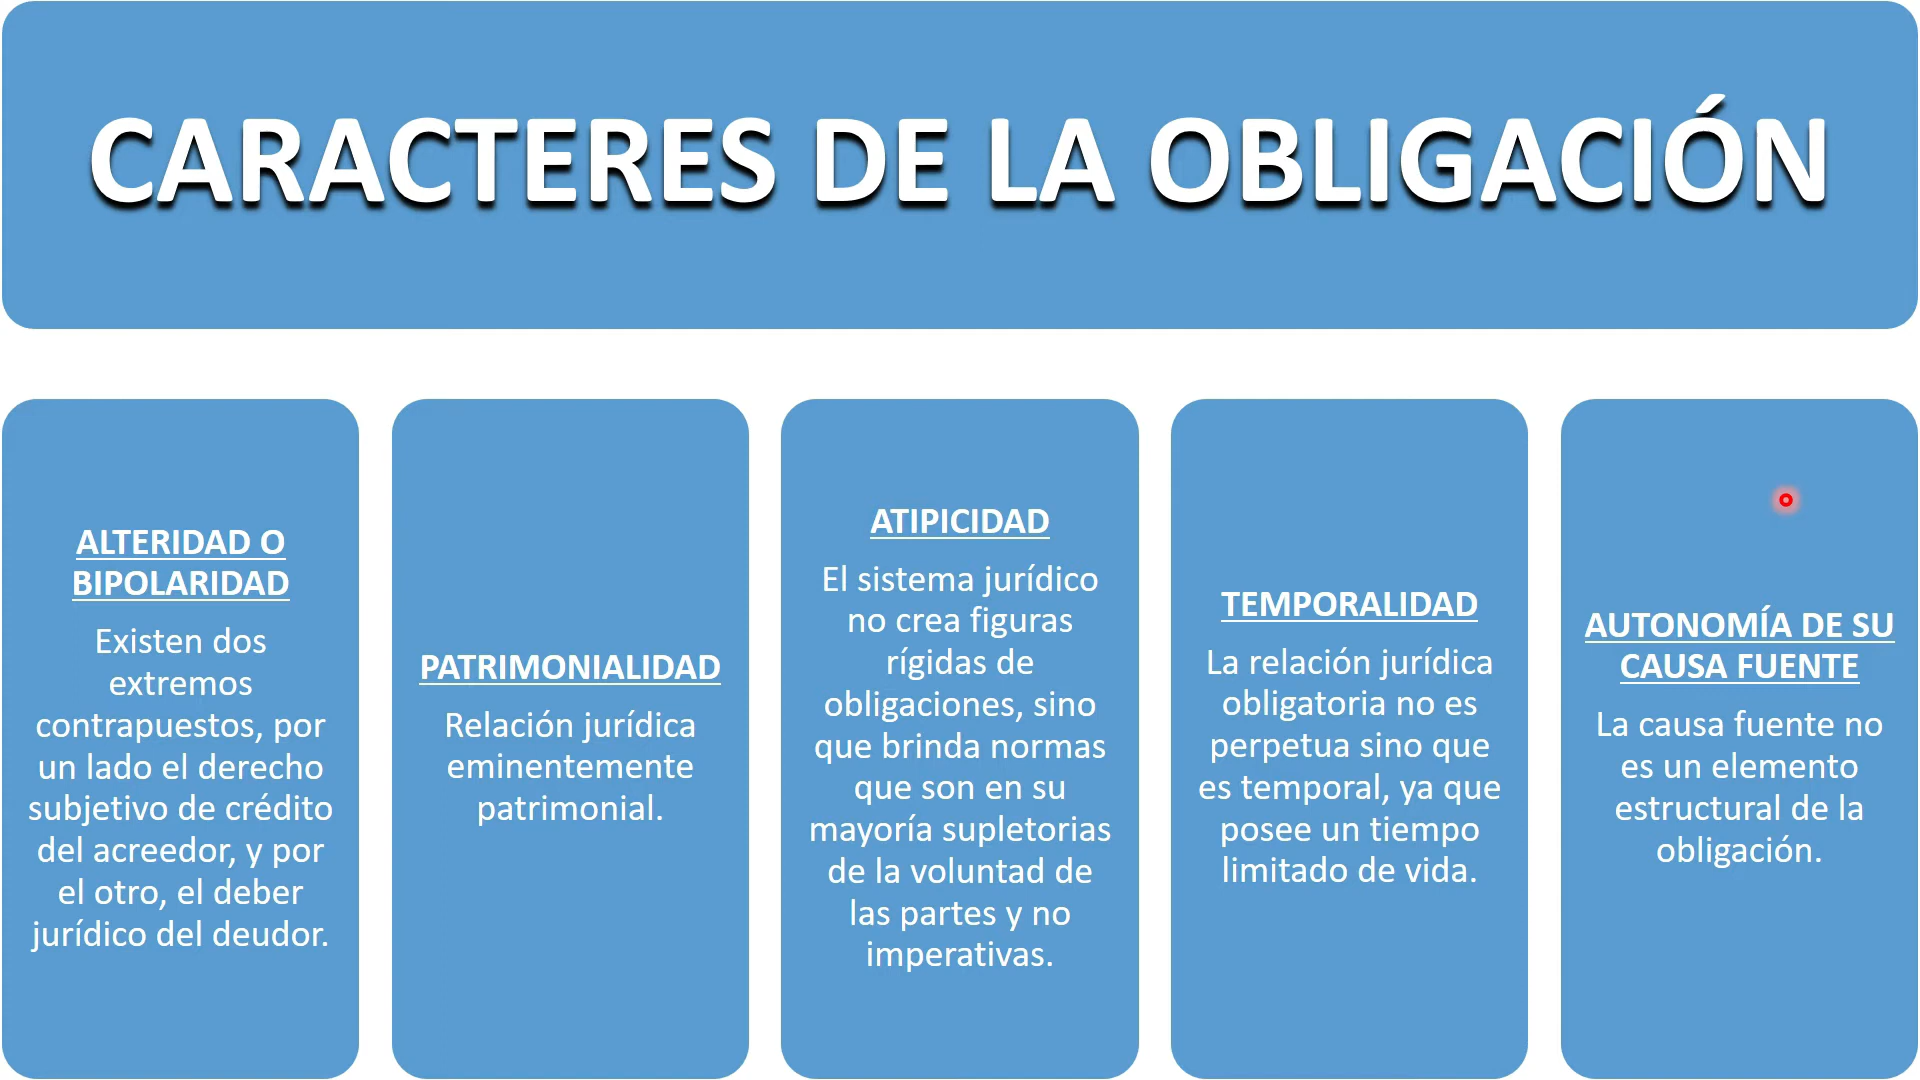 CARACTERES DE LA OBLIGACIÓN
ALTERIDAD O
BIPOLARIDAD
Existen dos
extremos
contrapuestos, por
un lado el derecho
subjetivo de crédito
del acreedor, y por
el otro, el deber
jurídico del deudor.
PATRIMONIALIDAD
Relación jurídica
eminentemente
patrimonial.
ATIPICIDAD
El sistema jurídico
no crea figuras
rígidas de
obligaciones, sino
que brinda normas
que son en su
mayoría supletorias
de la voluntad de
las partes y no
imperativas.
TEMPORALIDAD
La relación jurídica
obligatoria no es
perpetua sino que
es temporal, ya que
posee un tiempo
limitado de vida.
AUTONOMÍA DE SU
CAUSA FUENTE
La causa fuente no
es un elemento
estructural de la
obligación.